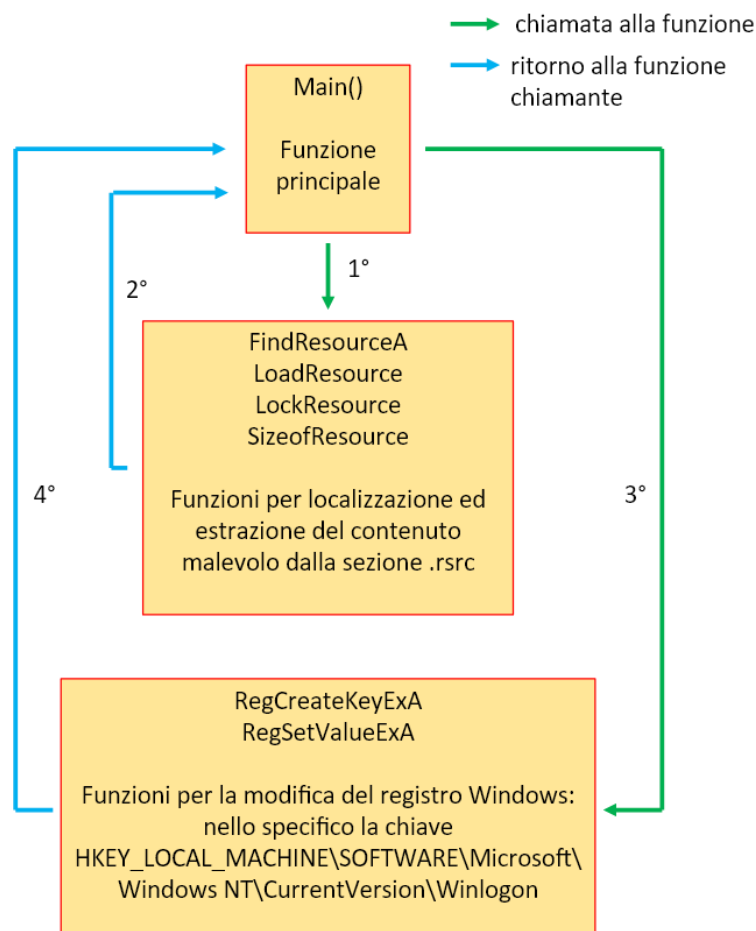 chiamata alla funzione
ritorno alla funzione
chiamante
Main()
Funzione
principale
1°
2°
FindResourceA
LoadResource
LockResource
SizeofResource
Funzioni per localizzazione ed
estrazione del contenuto
malevolo dalla sezione .rsrc
4°
3°
RegCreateKeyExA
RegSetValueExA
Funzioni per la modifica del registro Windows:
nello specifico la chiave
HKEY_LOCAL_MACHINE\SOFTWARE\Microsoft\
Windows NT\CurrentVersion\Winlogon